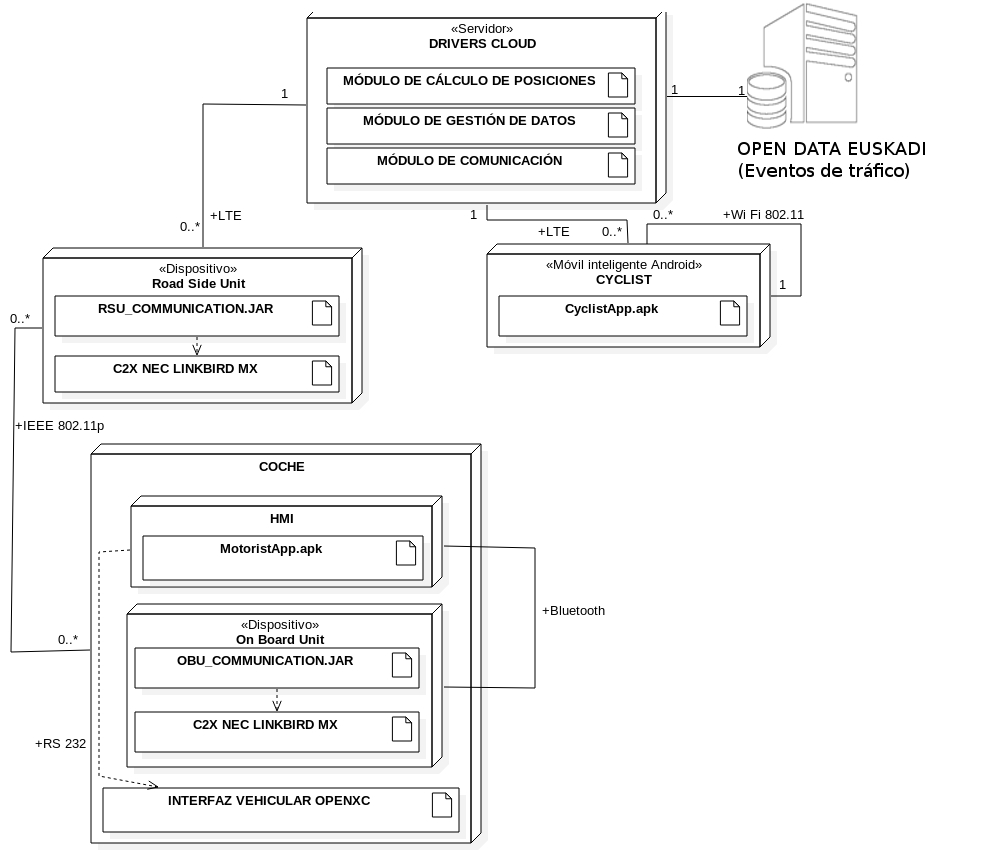 «Servidor»
DRIVERS CLOUD
MÓDULO DE CÁLCULO DE POSICIONES
MÓDULO DE GESTIÓN DE DATOS
MÓDULO DE COMUNICACIÓN
1
1
1
OPEN DATA EUSKADI
(Eventos de tráfico)
+LTE
0..*
1
+LTE
0..*
0..*
+Wi Fi 802.11
1
«Dispositivo»
Road Side Unit
RSU_COMMUNICATION.JAR
C2X NEC LINKBIRD MX
«Móvil inteligente Android»
CYCLIST
CyclistApp.apk
0..*
+IEEE 802.11p
0..*
COCHE
HMI
MotoristApp.apk
«Dispositivo»
On Board Unit
OBU_COMMUNICATION.JAR
C2X NEC LINKBIRD MX
+Bluetooth
+RS 232
INTERFAZ VEHICULAR OPENXC